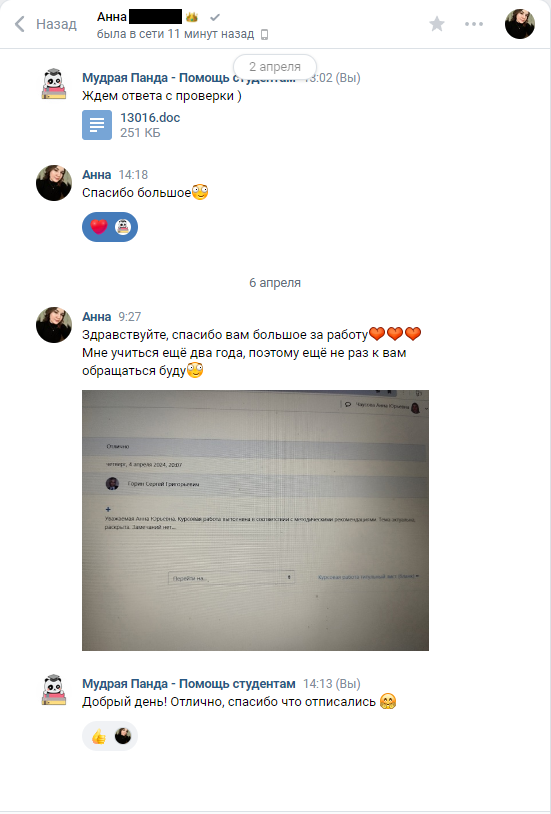 Назад
Анна
была в сети 11 минут назад
2 апреля
Мудрая Панда - Помощь студентам 13:02 (Вы)
Ждем ответа с проверки )
13016.doc
251 КБ
Анна 14:18
Спасибо большое
6 апреля
Анна 9:27
Здравствуйте, спасибо вам большое за работу
Мне учиться ещё два года, поэтому ещё не раз к вам
обращаться буду
Анна Юрьевна
Отлично
четверг, 4 апреля 2024, 20:07
Горин Сергей Григорьевич
+
Уважаемая Анна Юрьевна. Курсовая работа выполнена в соответствии с методическими рекомендациями. Тема актуальна,
раскрыта. Замечаний нет...
Перейти на...
Курсовая работа титульный лист
Мудрая Панда - Помощь студентам 14:13 (Вы)
Добрый день! Отлично, спасибо что отписались